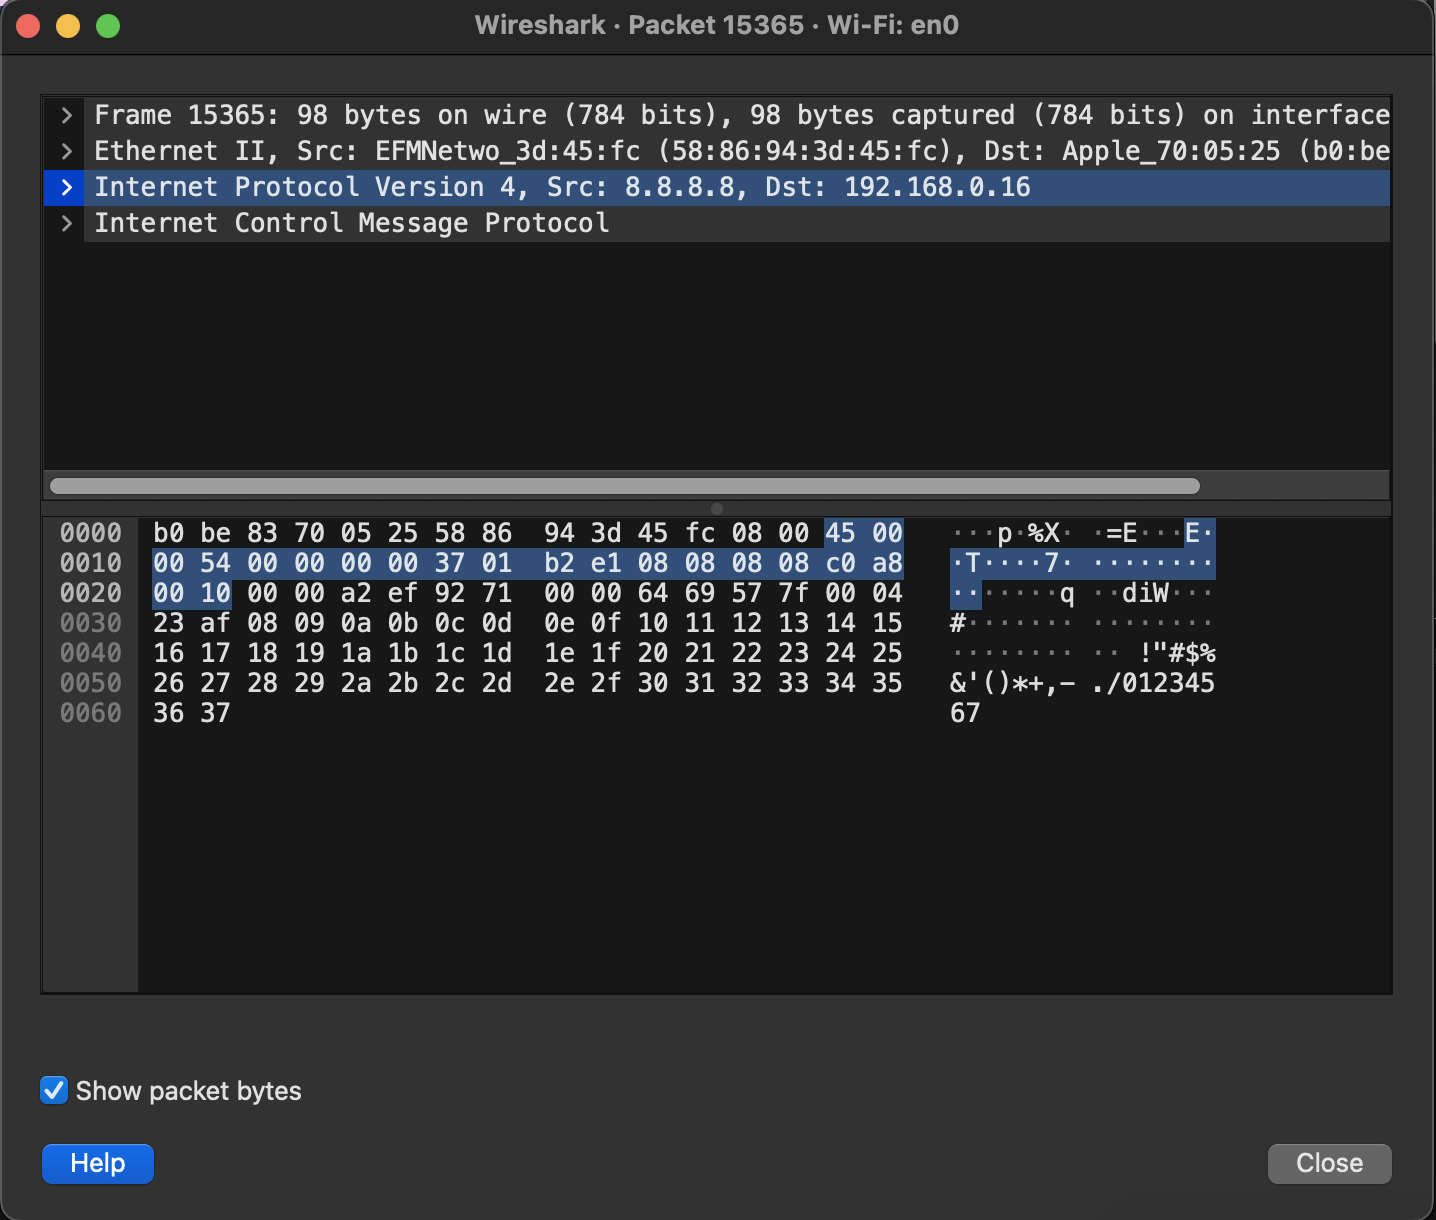 Wireshark · Packet 15365 · Wi-Fi: en0
Frame 15365: 98 bytes on wire (784 bits), 98 bytes captured (784 bits) on interface
Ethernet II, Src: EFMNetwo_3d:45:fc (58:86:94:3d:45:fc), Dst: Apple_70:05:25 (b0:be
Internet Protocol Version 4, Src: 8.8.8.8, Dst: 192.168.0.16
Internet Control Message Protocol
0000 b0 be 83 70 05 25 58 86 94 3d 45 fc 08 00 45 00 ···p·%X· ·=E···E·
0010 00 54 00 00 00 00 37 01 b2 e1 08 08 08 08 c0 a8 ·T····7· ········
0020 00 10 00 00 a2 ef 92 71 00 00 64 69 57 7f 00 04 ·······q ··diW···
0030 23 af 08 09 0a 0b 0c 0d 0e 0f 10 11 12 13 14 15 #······· ········
0040 16 17 18 19 1a 1b 1c 1d 1e 1f 20 21 22 23 24 25 ········ ·· !"#$%
0050 26 27 28 29 2a 2b 2c 2d 2e 2f 30 31 32 33 34 35 &'()*+,- ./012345
0060 36 37 67
Show packet bytes
Help
Close